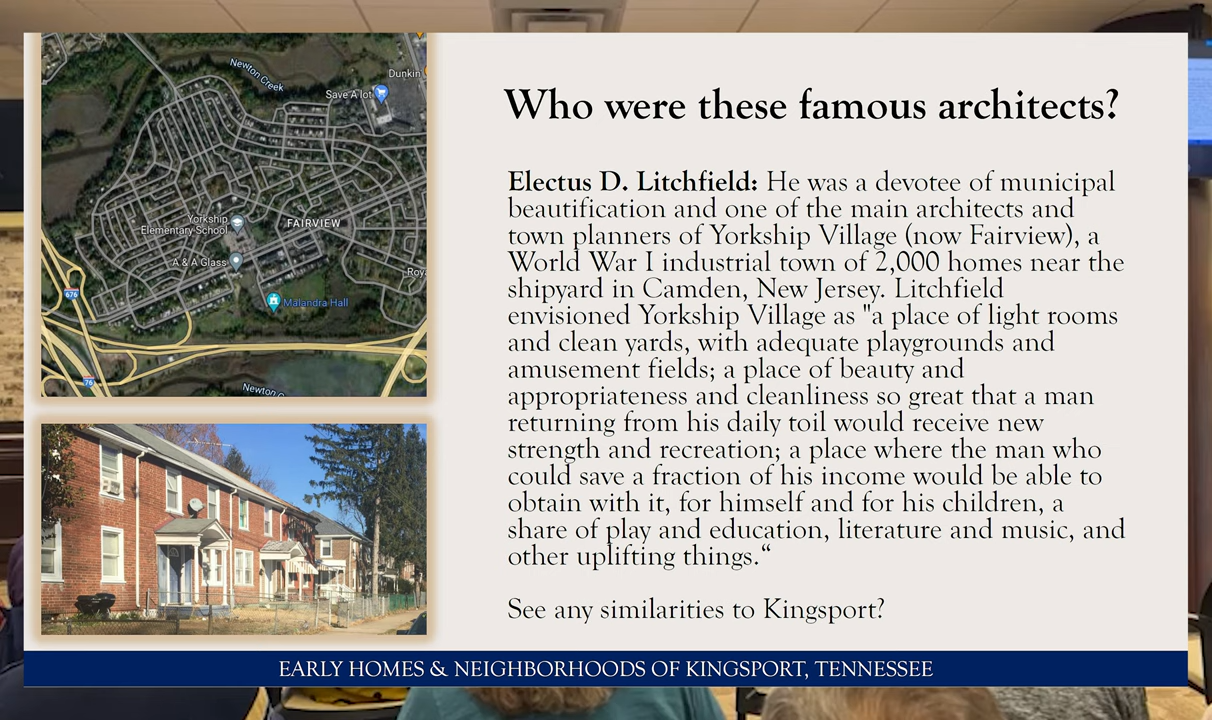 Newton Creek
Dunkin
Save A lot
Yorkship
Elementary School
FAIRVIEW
A & A Glass
Roy
676
Malandra Hall
76
Newton C
Who were these famous architects?
Electus D. Litchfield: He was a devotee of municipal
beautification and one of the main architects and
town planners of Yorkship Village (now Fairview), a
World War I industrial town of 2,000 homes near the
shipyard in Camden, New Jersey. Litchfield
envisioned Yorkship Village as "a place of light rooms
and clean yards, with adequate playgrounds and
amusement fields; a place of beauty and
appropriateness and cleanliness so great that a man
returning from his daily toil would receive new
strength and recreation; a place where the man who
could save a fraction of his income would be able to
obtain with it, for himself and for his children, a
share of play and education, literature and music, and
other uplifting things.“
See any similarities to Kingsport?
EARLY HOMES & NEIGHBORHOODS OF KINGSPORT, TENNESSEE